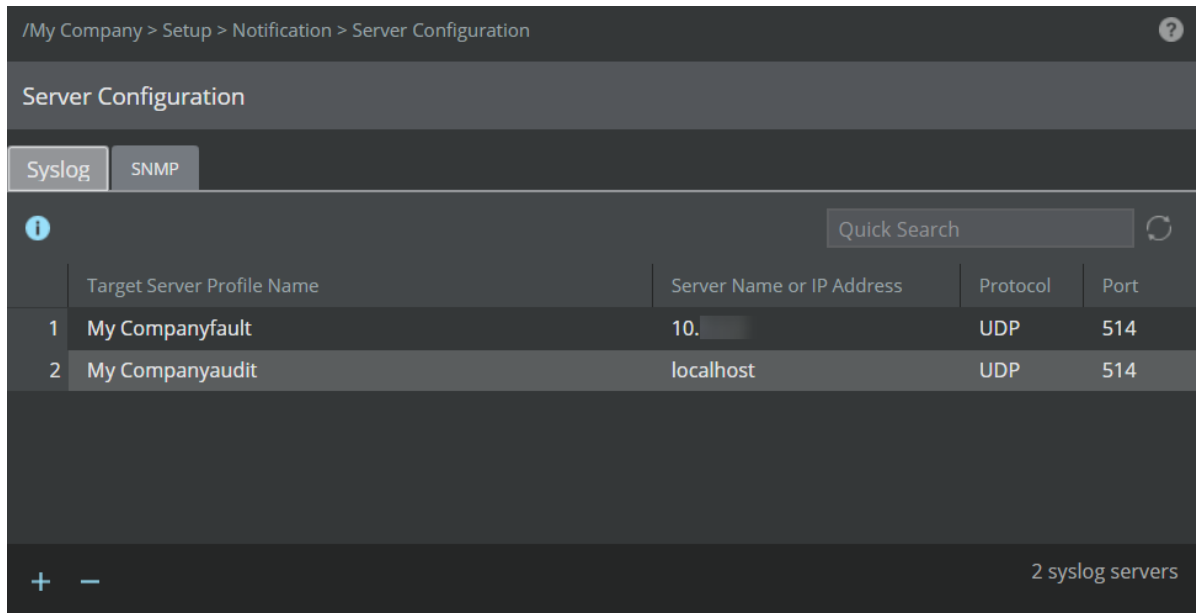 /My Company > Setup > Notification > Server Configuration
Server Configuration
Syslog SNMP
Quick Search
Target Server Profile Name Server Name or IP Address Protocol Port
1 My Companyfault 10. UDP 514
2 My Companyaudit localhost UDP 514
2 syslog servers